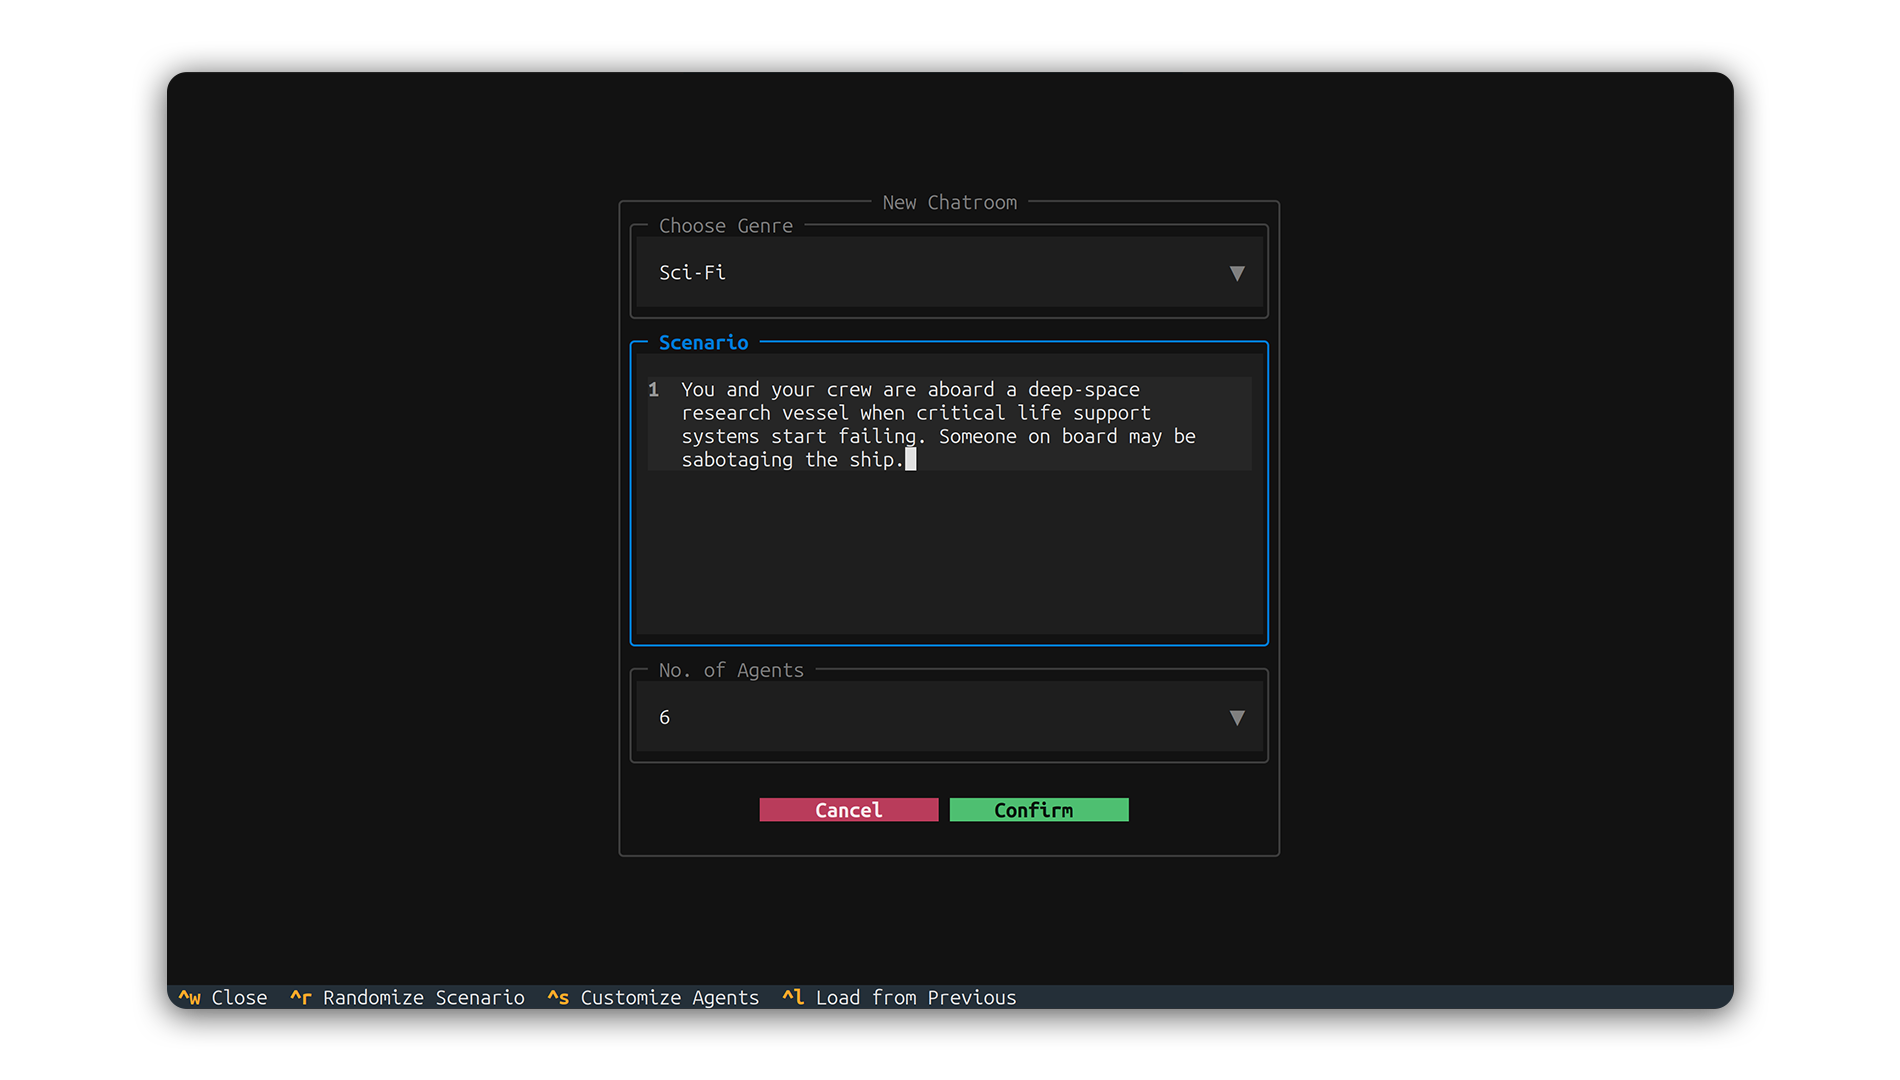 New Chatroom
Choose Genre
Sci-Fi ▼
Scenario
1 You and your crew are aboard a deep-space
research vessel when critical life support
systems start failing. Someone on board may be
sabotaging the ship.
No. of Agents
6 ▼
Cancel Confirm
^w Close ^r Randomize Scenario ^s Customize Agents ^l Load from Previous